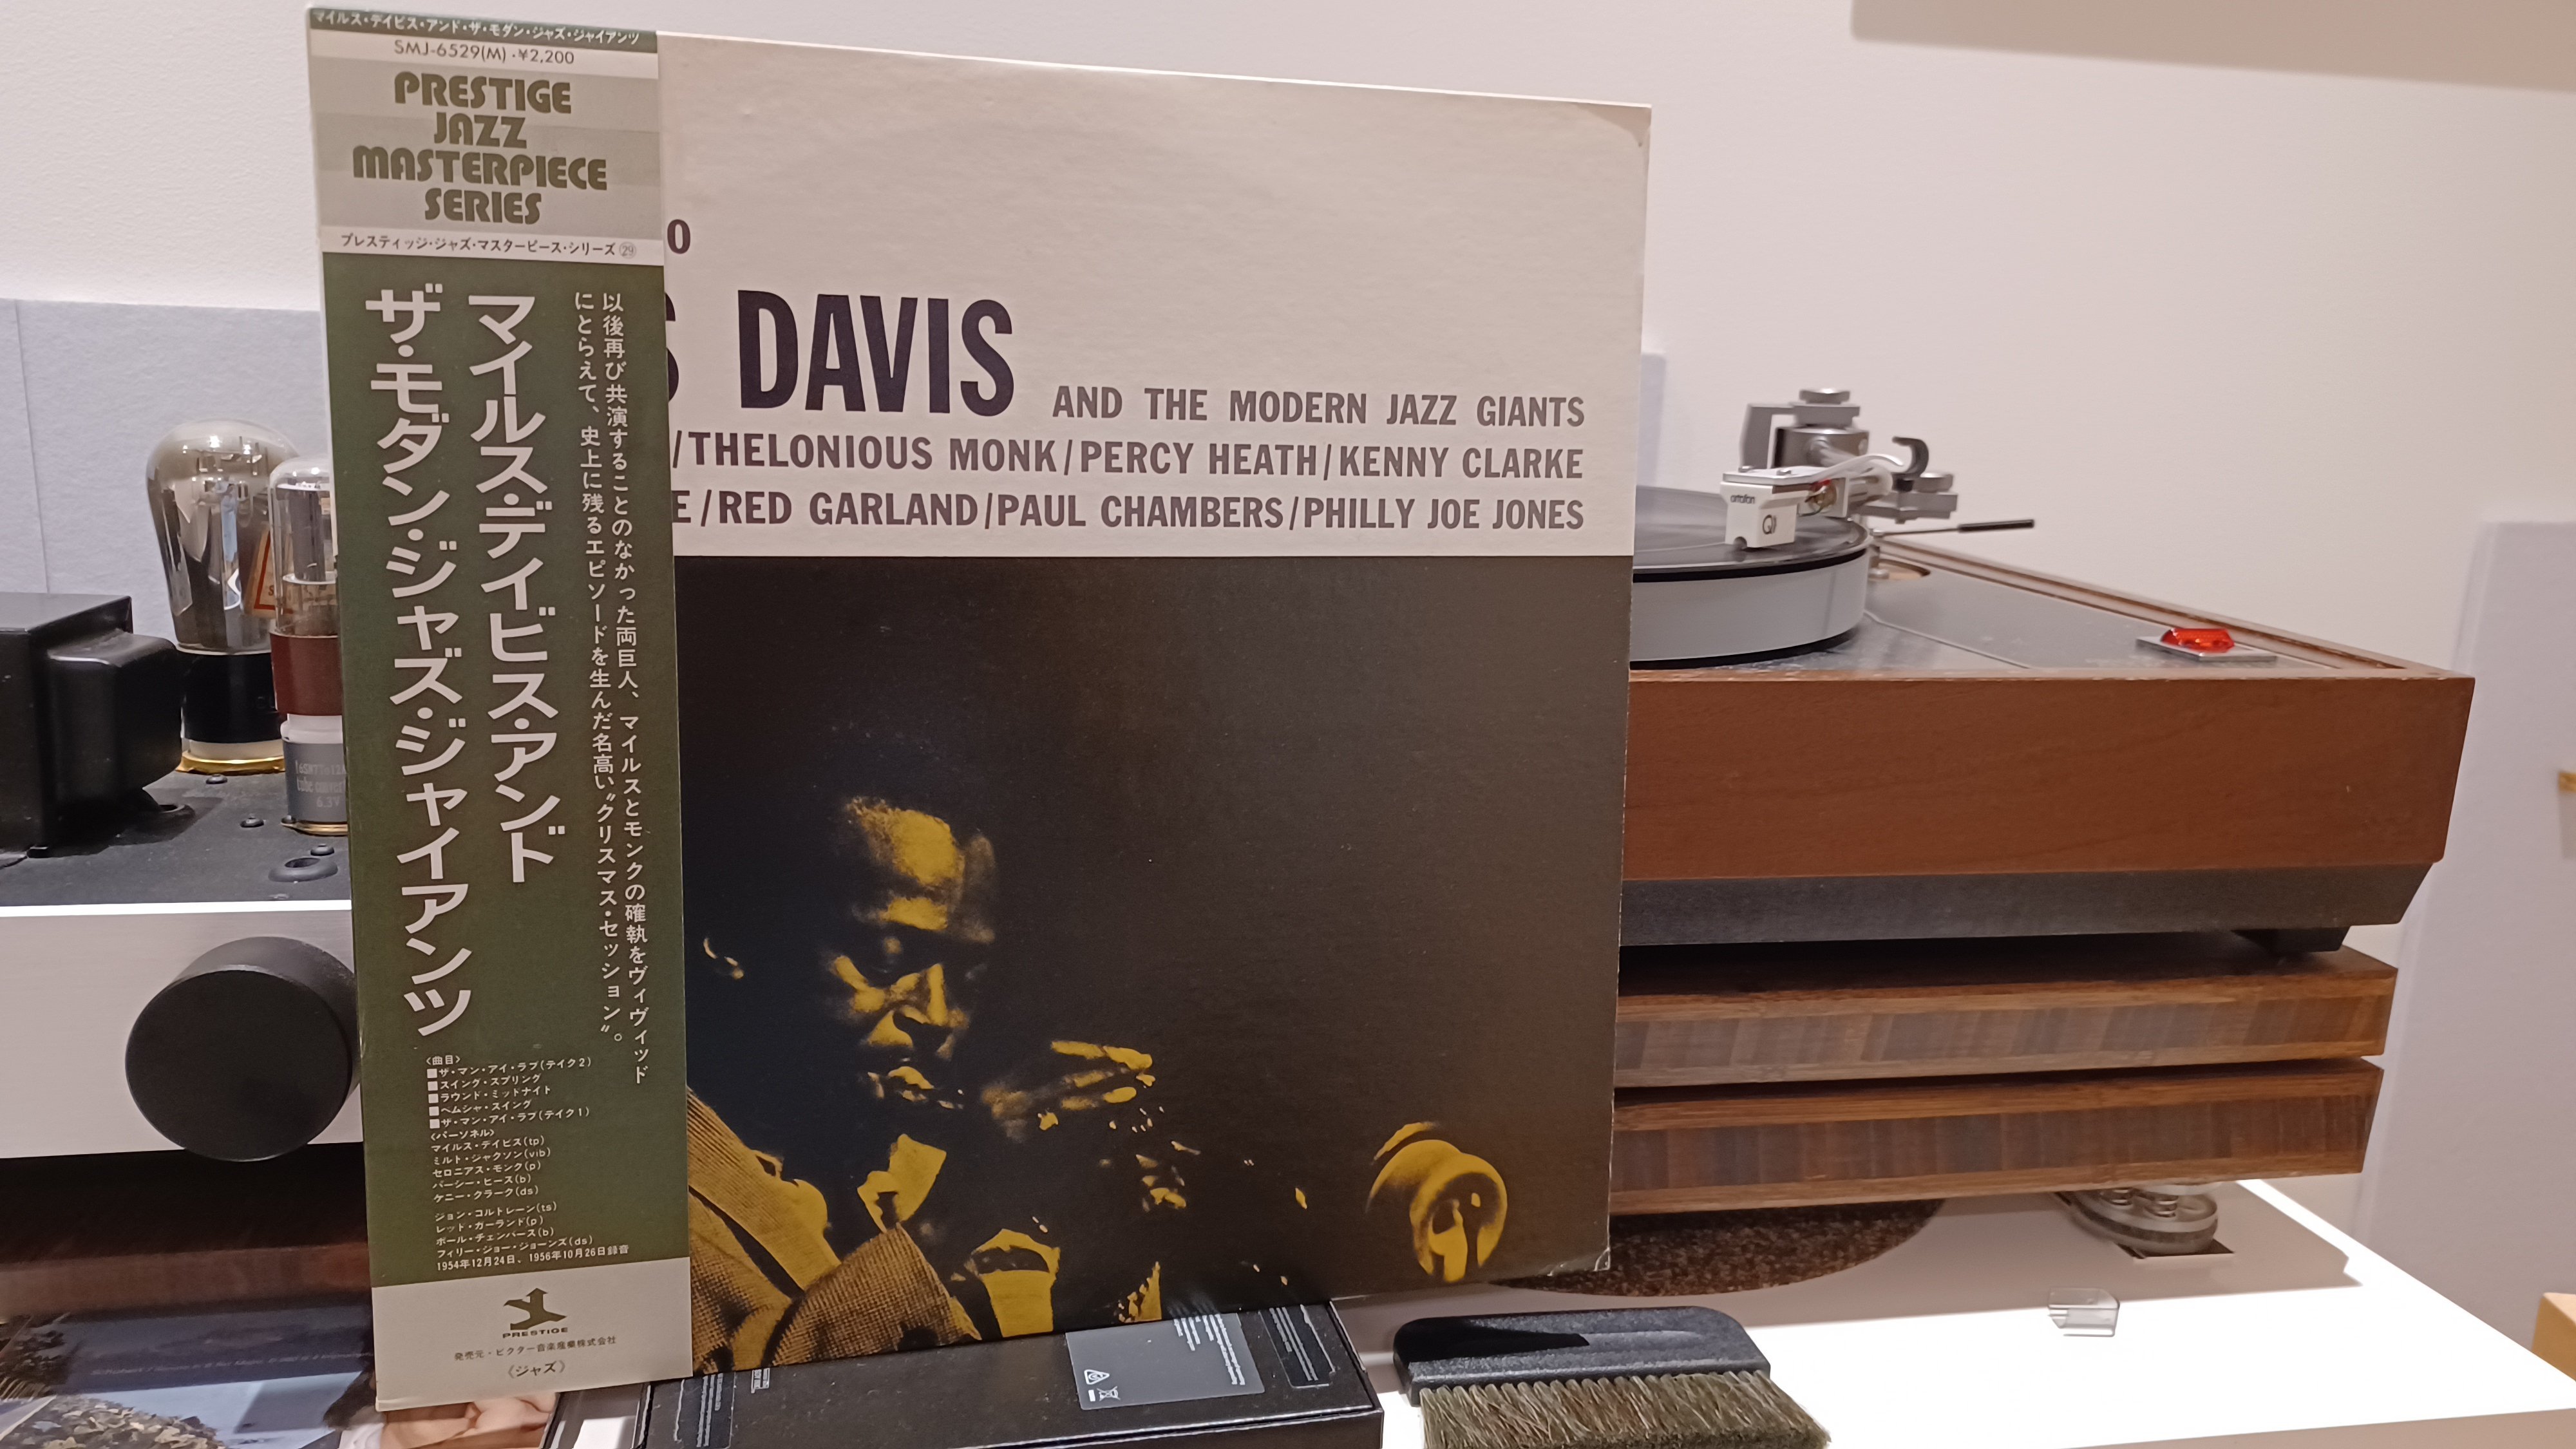 マイルス・デイビス・アンド・ザ・モダン・ジャズ・ジャイアンツ
SMJ-6529(M)・¥2,200
PRESTIGE
JAZZ
MASTERPIECE
SERIES
プレスティッジ・ジャズ・マスターピース・シリーズ㉙
以後再び共演することのなかった両巨人、マイルスとモンクの確執をヴィヴィッド
にとらえて、史上に残るエピソードを生んだ名高い“クリスマス・セッション”。
マイルス・デイビス・アンド
ザ・モダン・ジャズ・ジャイアンツ
〈曲目〉
■ザ・マン・アイ・ラブ(テイク2)
■スイング・スプリング
■ラウンド・ミッドナイト
■ヘムシャ・スイング
■ザ・マン・アイ・ラブ(テイク1)
〈パーソネル〉
マイルス・デイビス(tp)
ミルト・ジャクソン(vib)
セロニアス・モンク(p)
パーシー・ヒース(b)
ケニー・クラーク(ds)
ジョン・コルトレーン(ts)
レッド・ガーランド(p)
ポール・チェンバース(b)
フィリー・ジョー・ジョーンズ(ds)
1954年12月24日、1956年10月26日録音
PRESTIGE
発売元・ビクター音楽産業株式会社
《ジャズ》
0
S DAVIS AND THE MODERN JAZZ GIANTS
/THELONIOUS MONK/PERCY HEATH/KENNY CLARKE
E/RED GARLAND/PAUL CHAMBERS/PHILLY JOE JONES
ortofon
6.3V